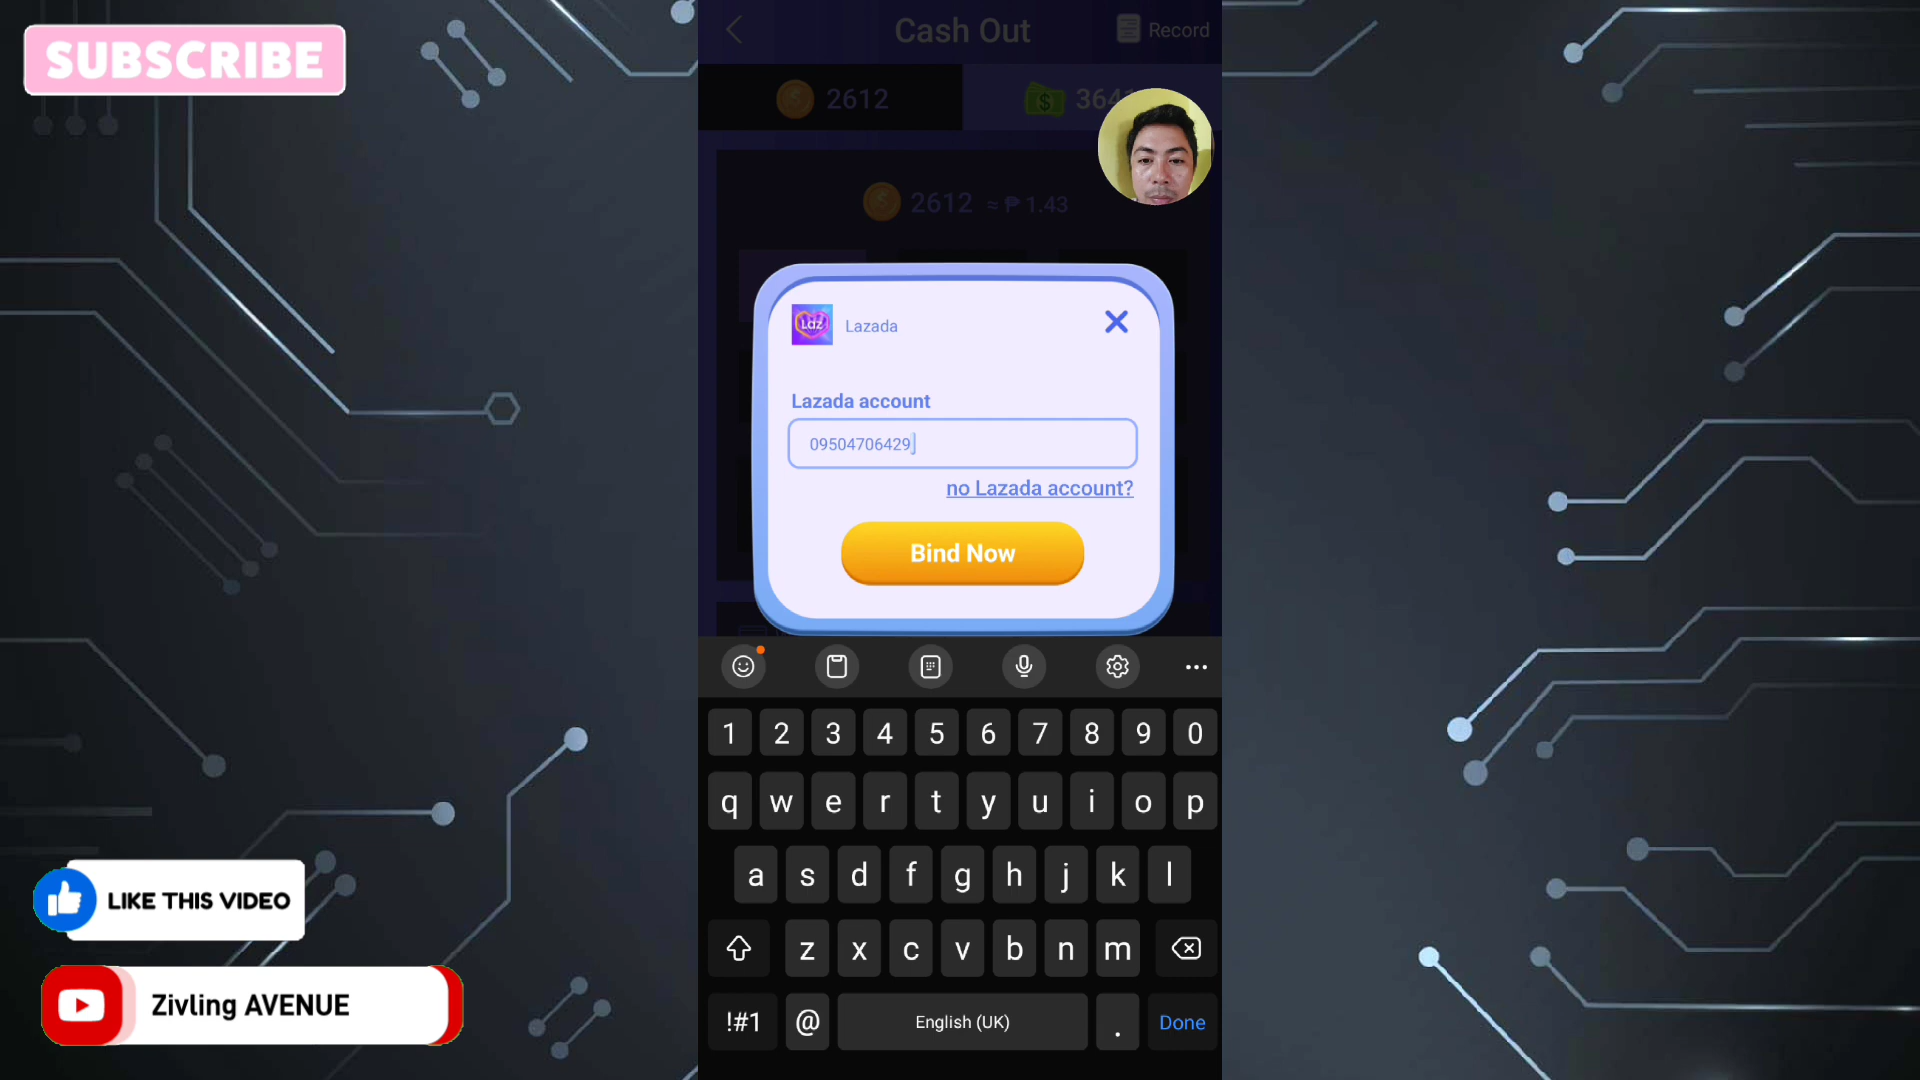 SUBSCRIBE
Cash Out
Record
2612
2612 ≈ ₱ 1.43
Laz
Lazada
Lazada account
09504706429
no Lazada account?
Bind Now
1 2 3 4 5 6 7 8 9 0
q w e r t y u i o p
a s d f g h j k l
z x c v b n m
!#1 @ English (UK) . Done
LIKE THIS VIDEO
Zivling AVENUE